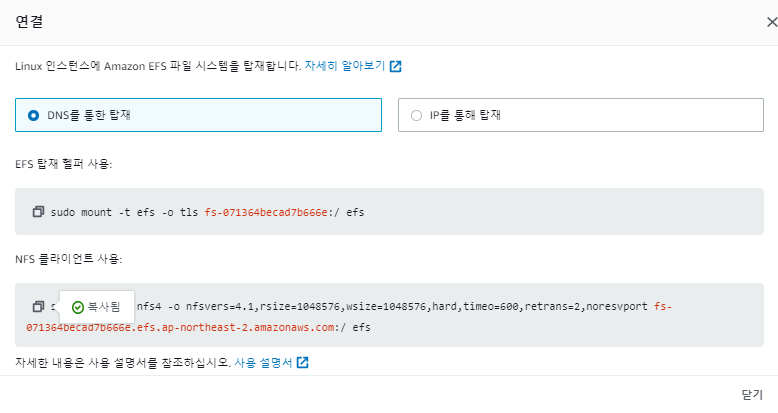 연결
Linux 인스턴스에 Amazon EFS 파일 시스템을 탑재합니다. 자세히 알아보기
DNS를 통한 탑재
IP를 통해 탑재
EFS 탑재 헬퍼 사용:
sudo mount -t efs -o tls fs-071364becad7b666e:/ efs
NFS 클라이언트 사용:
복사됨
nfs4 -o nfsvers=4.1,rsize=1048576,wsize=1048576,hard,timeo=600,retrans=2,noresvport fs-
071364becad7b666e.efs.ap-northeast-2.amazonaws.com:/ efs
자세한 내용은 사용 설명서를 참조하십시오. 사용 설명서
닫기